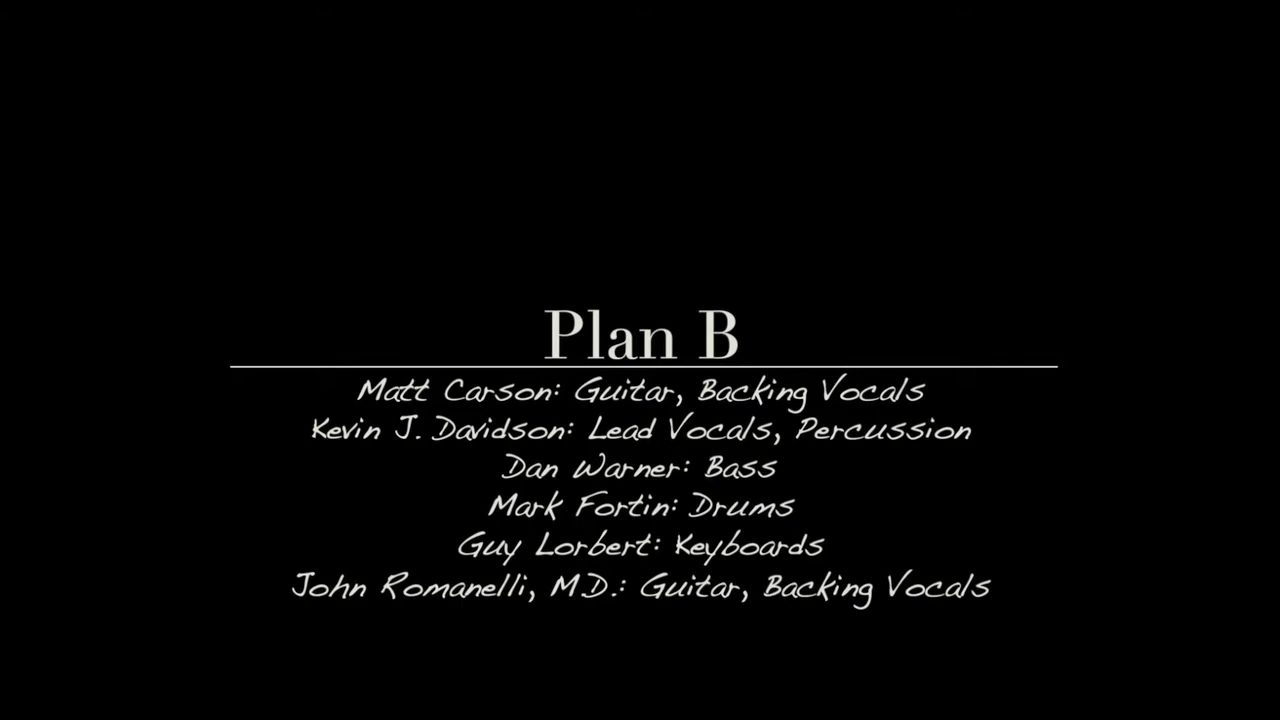 Plan B
Matt Carson: Guitar, Backing Vocals
Kevin J. Davidson: Lead Vocals, Percussion
Dan Warner: Bass
Mark Fortin: Drums
Guy Lorbert: Keyboards
John Romanelli, M.D.: Guitar, Backing Vocals